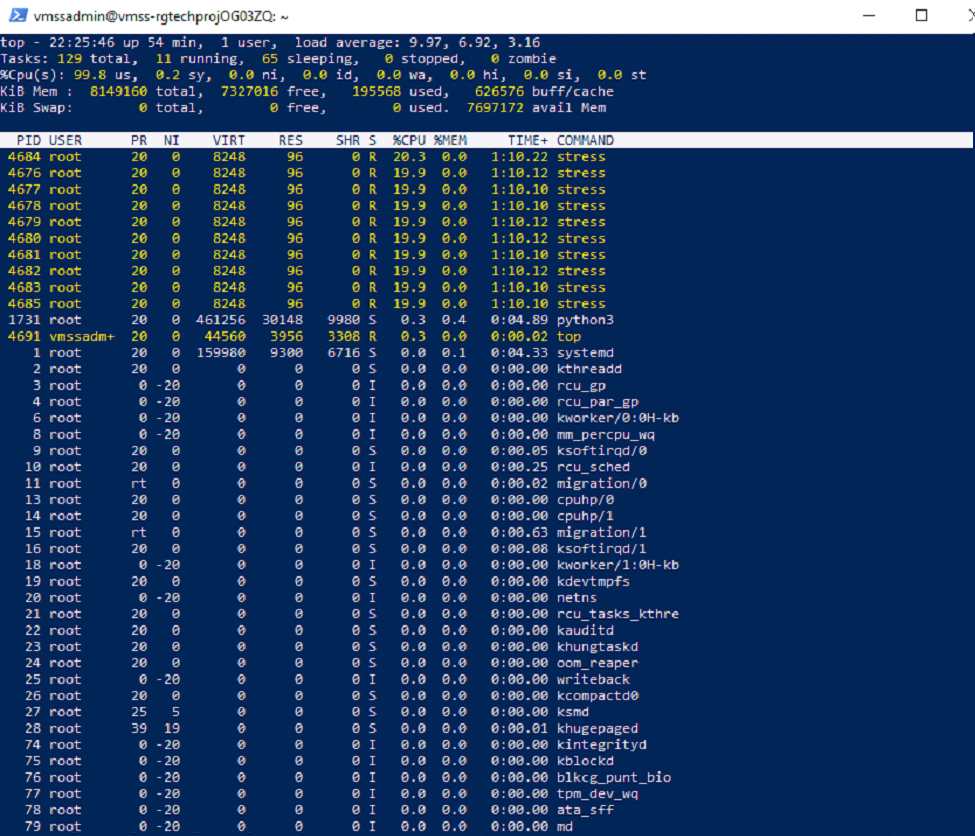 vmssadmin@vmss-rgtechprojOG03ZQ: ~
top - 22:25:46 up 54 min,  1 user,  load average: 9.97, 6.92, 3.16
Tasks: 129 total,  11 running,  65 sleeping,   0 stopped,   0 zombie
%Cpu(s): 99.8 us,  0.2 sy,  0.0 ni,  0.0 id,  0.0 wa,  0.0 hi,  0.0 si,  0.0 st
KiB Mem :  8149160 total,  7327016 free,   195568 used,   626576 buff/cache
KiB Swap:        0 total,        0 free,        0 used.  7697172 avail Mem
PID USER PR NI VIRT RES SHR S %CPU %MEM TIME+ COMMAND
4684 root 20 0 8248 96 0 R 20.3 0.0 1:10.22 stress
4676 root 20 0 8248 96 0 R 19.9 0.0 1:10.12 stress
4677 root 20 0 8248 96 0 R 19.9 0.0 1:10.10 stress
4678 root 20 0 8248 96 0 R 19.9 0.0 1:10.10 stress
4679 root 20 0 8248 96 0 R 19.9 0.0 1:10.12 stress
4680 root 20 0 8248 96 0 R 19.9 0.0 1:10.12 stress
4681 root 20 0 8248 96 0 R 19.9 0.0 1:10.10 stress
4682 root 20 0 8248 96 0 R 19.9 0.0 1:10.12 stress
4683 root 20 0 8248 96 0 R 19.9 0.0 1:10.10 stress
4685 root 20 0 8248 96 0 R 19.9 0.0 1:10.10 stress
1731 root 20 0 461256 30148 9980 S 0.3 0.4 0:04.89 python3
4691 vmssadm+ 20 0 44560 3956 3308 R 0.3 0.0 0:00.02 top
1 root 20 0 159980 9300 6716 S 0.0 0.1 0:04.33 systemd
2 root 20 0 0 0 0 S 0.0 0.0 0:00.00 kthreadd
3 root 0 -20 0 0 0 I 0.0 0.0 0:00.00 rcu_gp
4 root 0 -20 0 0 0 I 0.0 0.0 0:00.00 rcu_par_gp
6 root 0 -20 0 0 0 I 0.0 0.0 0:00.00 kworker/0:0H-kb
8 root 0 -20 0 0 0 I 0.0 0.0 0:00.00 mm_percpu_wq
9 root 20 0 0 0 0 S 0.0 0.0 0:00.05 ksoftirqd/0
10 root 20 0 0 0 0 I 0.0 0.0 0:00.25 rcu_sched
11 root rt 0 0 0 0 S 0.0 0.0 0:00.02 migration/0
13 root 20 0 0 0 0 S 0.0 0.0 0:00.00 cpuhp/0
14 root 20 0 0 0 0 S 0.0 0.0 0:00.00 cpuhp/1
15 root rt 0 0 0 0 S 0.0 0.0 0:00.63 migration/1
16 root 20 0 0 0 0 S 0.0 0.0 0:00.08 ksoftirqd/1
18 root 0 -20 0 0 0 I 0.0 0.0 0:00.00 kworker/1:0H-kb
19 root 20 0 0 0 0 S 0.0 0.0 0:00.00 kdevtmpfs
20 root 0 -20 0 0 0 I 0.0 0.0 0:00.00 netns
21 root 20 0 0 0 0 S 0.0 0.0 0:00.00 rcu_tasks_kthre
22 root 20 0 0 0 0 S 0.0 0.0 0:00.00 kauditd
23 root 20 0 0 0 0 S 0.0 0.0 0:00.00 khungtaskd
24 root 20 0 0 0 0 S 0.0 0.0 0:00.00 oom_reaper
25 root 0 -20 0 0 0 I 0.0 0.0 0:00.00 writeback
26 root 20 0 0 0 0 S 0.0 0.0 0:00.00 kcompactd0
27 root 25 5 0 0 0 S 0.0 0.0 0:00.00 ksmd
28 root 39 19 0 0 0 S 0.0 0.0 0:00.01 khugepaged
74 root 0 -20 0 0 0 I 0.0 0.0 0:00.00 kintegrityd
75 root 0 -20 0 0 0 I 0.0 0.0 0:00.00 kblockd
76 root 0 -20 0 0 0 I 0.0 0.0 0:00.00 blkcg_punt_bio
77 root 0 -20 0 0 0 I 0.0 0.0 0:00.00 tpm_dev_wq
78 root 0 -20 0 0 0 I 0.0 0.0 0:00.00 ata_sff
79 root 0 -20 0 0 0 I 0.0 0.0 0:00.00 md